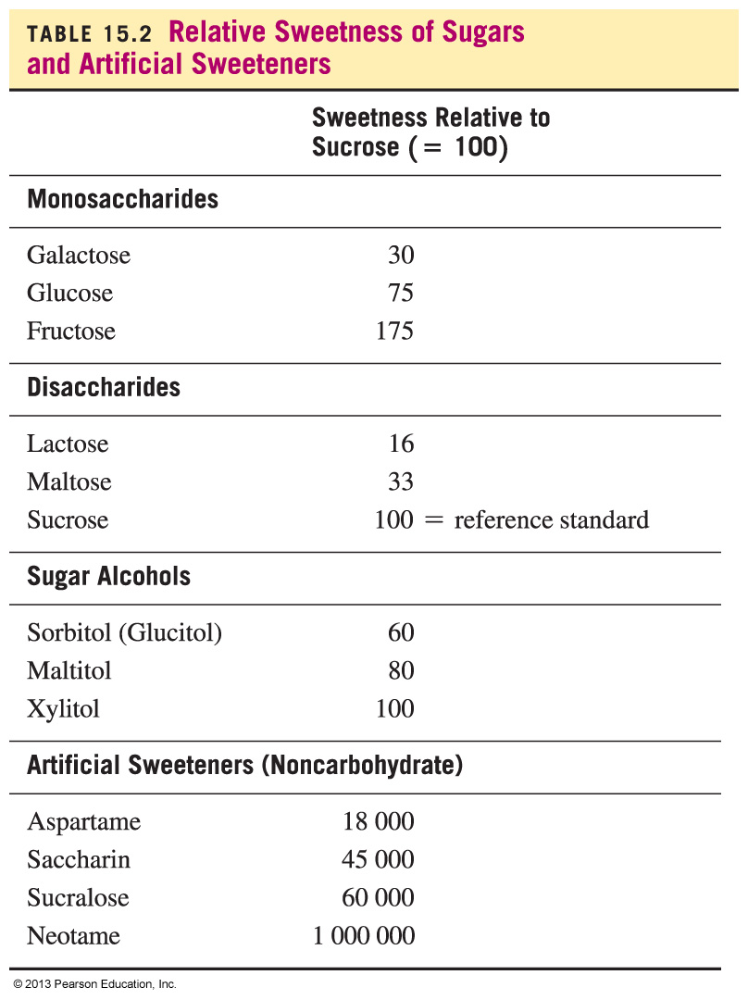 TABLE 15.2 Relative Sweetness of Sugars
and Artificial Sweeteners
Sweetness Relative to
Sucrose (= 100)
Monosaccharides
Galactose 30
Glucose 75
Fructose 175
Disaccharides
Lactose 16
Maltose 33
Sucrose 100 = reference standard
Sugar Alcohols
Sorbitol (Glucitol) 60
Maltitol 80
Xylitol 100
Artificial Sweeteners (Noncarbohydrate)
Aspartame 18 000
Saccharin 45 000
Sucralose 60 000
Neotame 1 000 000
© 2013 Pearson Education, Inc.